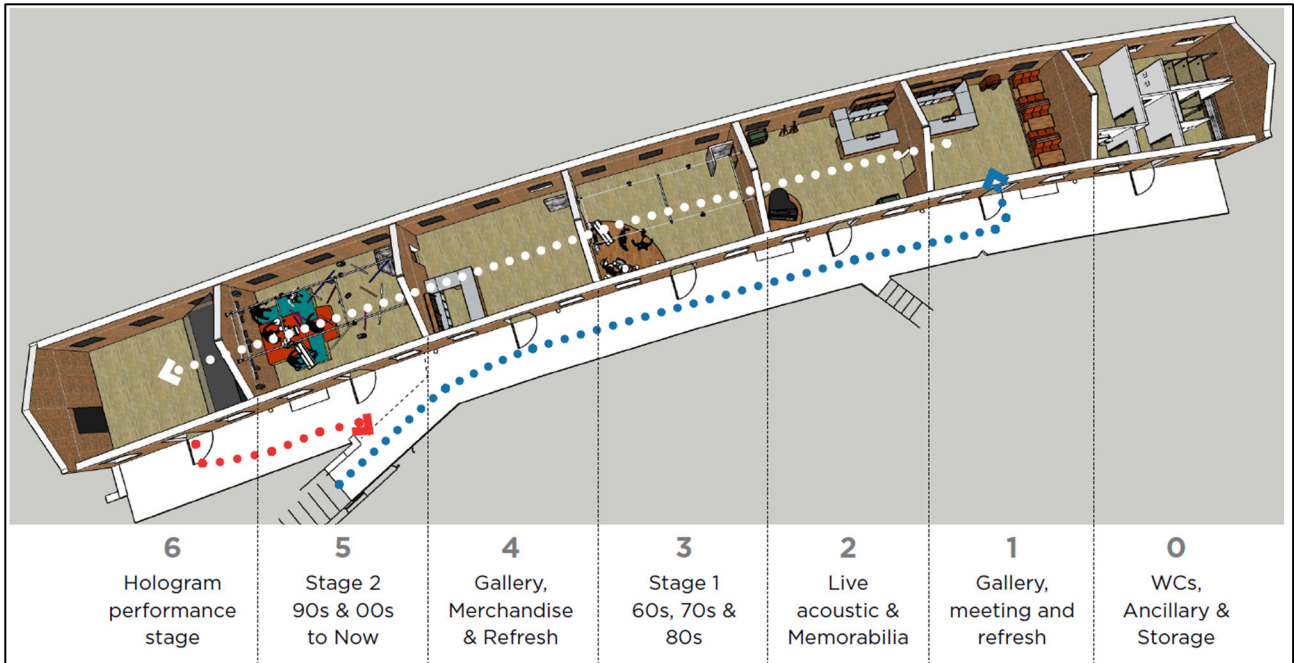 6
Hologram
performance
stage
5
Stage 2
90s & 00s
to Now
4
Gallery,
Merchandise
& Refresh
3
Stage 1
60s, 70s &
80s
2
Live
acoustic &
Memorabilia
1
Gallery,
meeting and
refresh
0
WCs,
Ancillary &
Storage